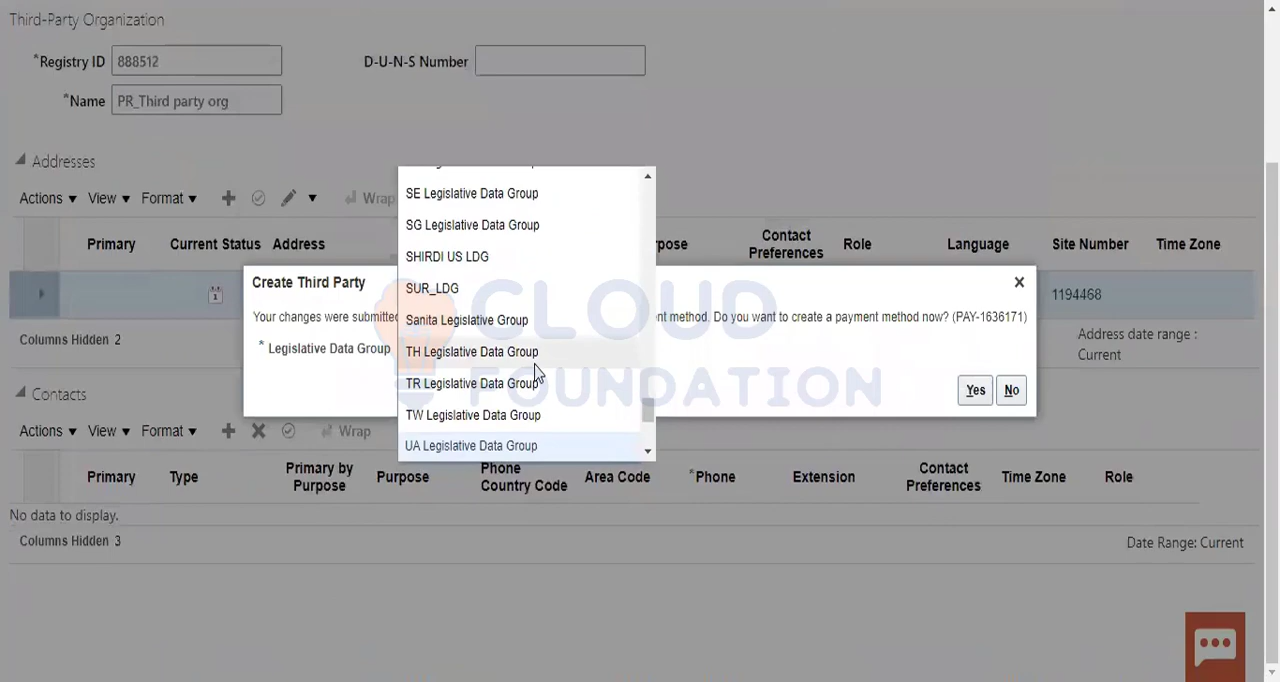 Third-Party Organization
*Registry ID 888512 D-U-N-S Number
*Name PR_Third party org
Addresses
Actions View Format Wrap
Primary Current Status Address Purpose Contact Preferences Role Language Site Number Time Zone
1 1194468
Columns Hidden 2 Address date range : Current
Create Third Party
Your changes were submitted nt method. Do you want to create a payment method now? (PAY-1636171)
* Legislative Data Group
SE Legislative Data Group
SG Legislative Data Group
SHIRDI US LDG
SUR_LDG
Sanita Legislative Group
TH Legislative Data Group
TR Legislative Data Group
TW Legislative Data Group
UA Legislative Data Group
Yes No
CLOUD
FOUNDATION
Contacts
Actions View Format Wrap
Primary Type Primary by Purpose Purpose Phone Country Code Area Code *Phone Extension Contact Preferences Time Zone Role
No data to display.
Columns Hidden 3 Date Range: Current